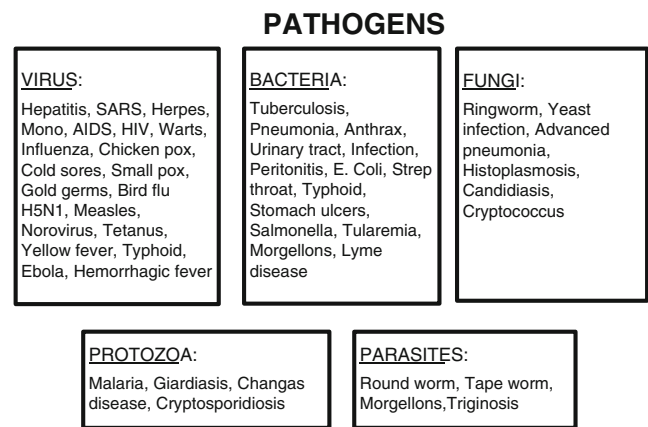 PATHOGENS
VIRUS:
Hepatitis, SARS, Herpes,
Mono, AIDS, HIV, Warts,
Influenza, Chicken pox,
Cold sores, Small pox,
Gold germs, Bird flu
H5N1, Measles,
Norovirus, Tetanus,
Yellow fever, Typhoid,
Ebola, Hemorrhagic fever
BACTERIA:
Tuberculosis,
Pneumonia, Anthrax,
Urinary tract, Infection,
Peritonitis, E. Coli, Strep
throat, Typhoid,
Stomach ulcers,
Salmonella, Tularemia,
Morgellons, Lyme
disease
FUNGI:
Ringworm, Yeast
infection, Advanced
pneumonia,
Histoplasmosis,
Candidiasis,
Cryptococcus
PROTOZOA:
Malaria, Giardiasis, Changas
disease, Cryptosporidiosis
PARASITES:
Round worm, Tape worm,
Morgellons,Triginosis